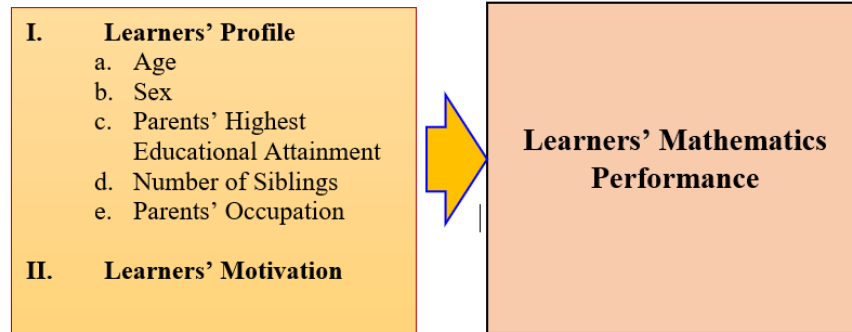 I. Learners’ Profile
a. Age
b. Sex
c. Parents’ Highest
Educational Attainment
d. Number of Siblings
e. Parents’ Occupation
II. Learners’ Motivation
Learners’ Mathematics
Performance